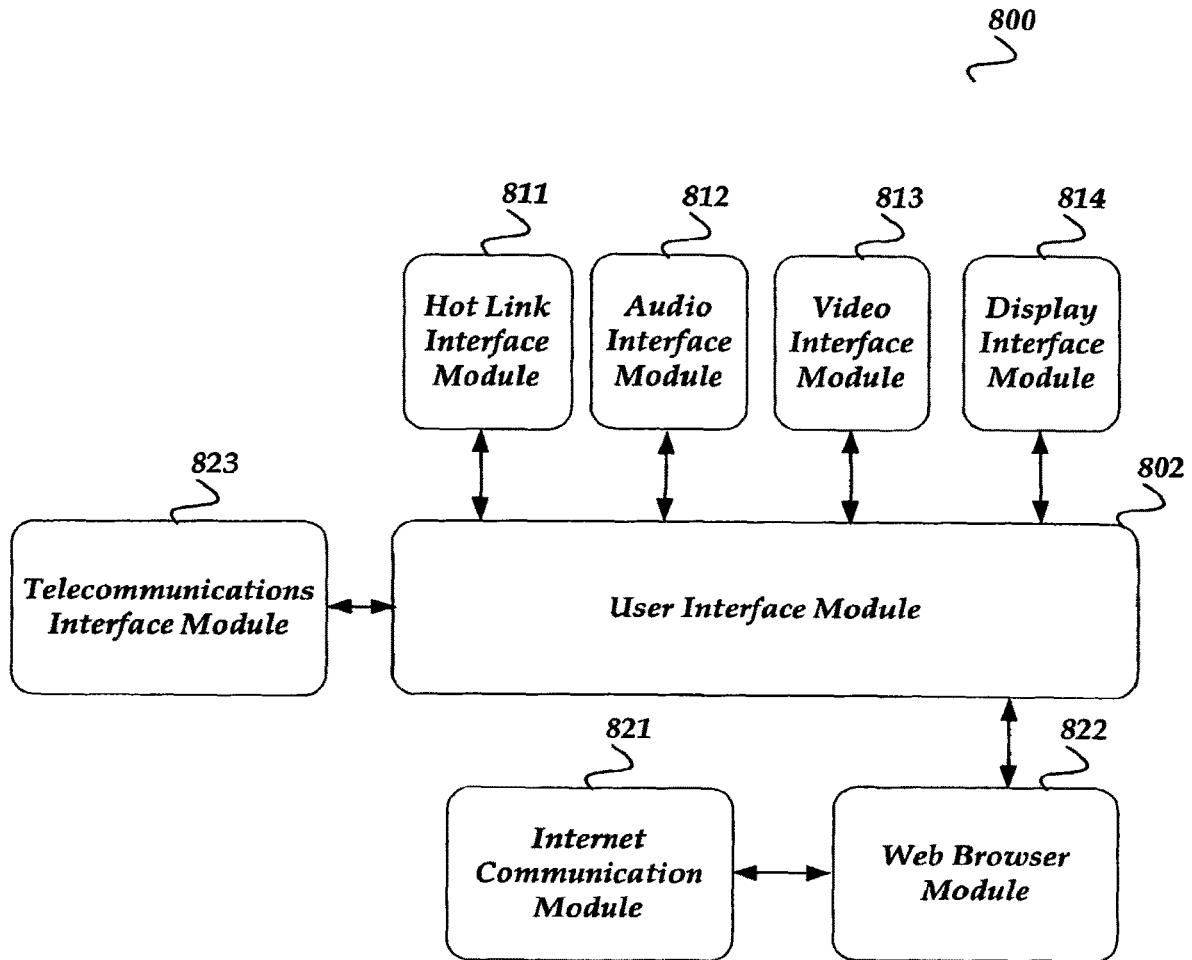 800
811
812
813
814
Hot Link
Interface
Module
Audio
Interface
Module
Video
Interface
Module
Display
Interface
Module
823
802
Telecommunications
Interface Module
User Interface Module
821
822
Internet
Communication
Module
Web Browser
Module